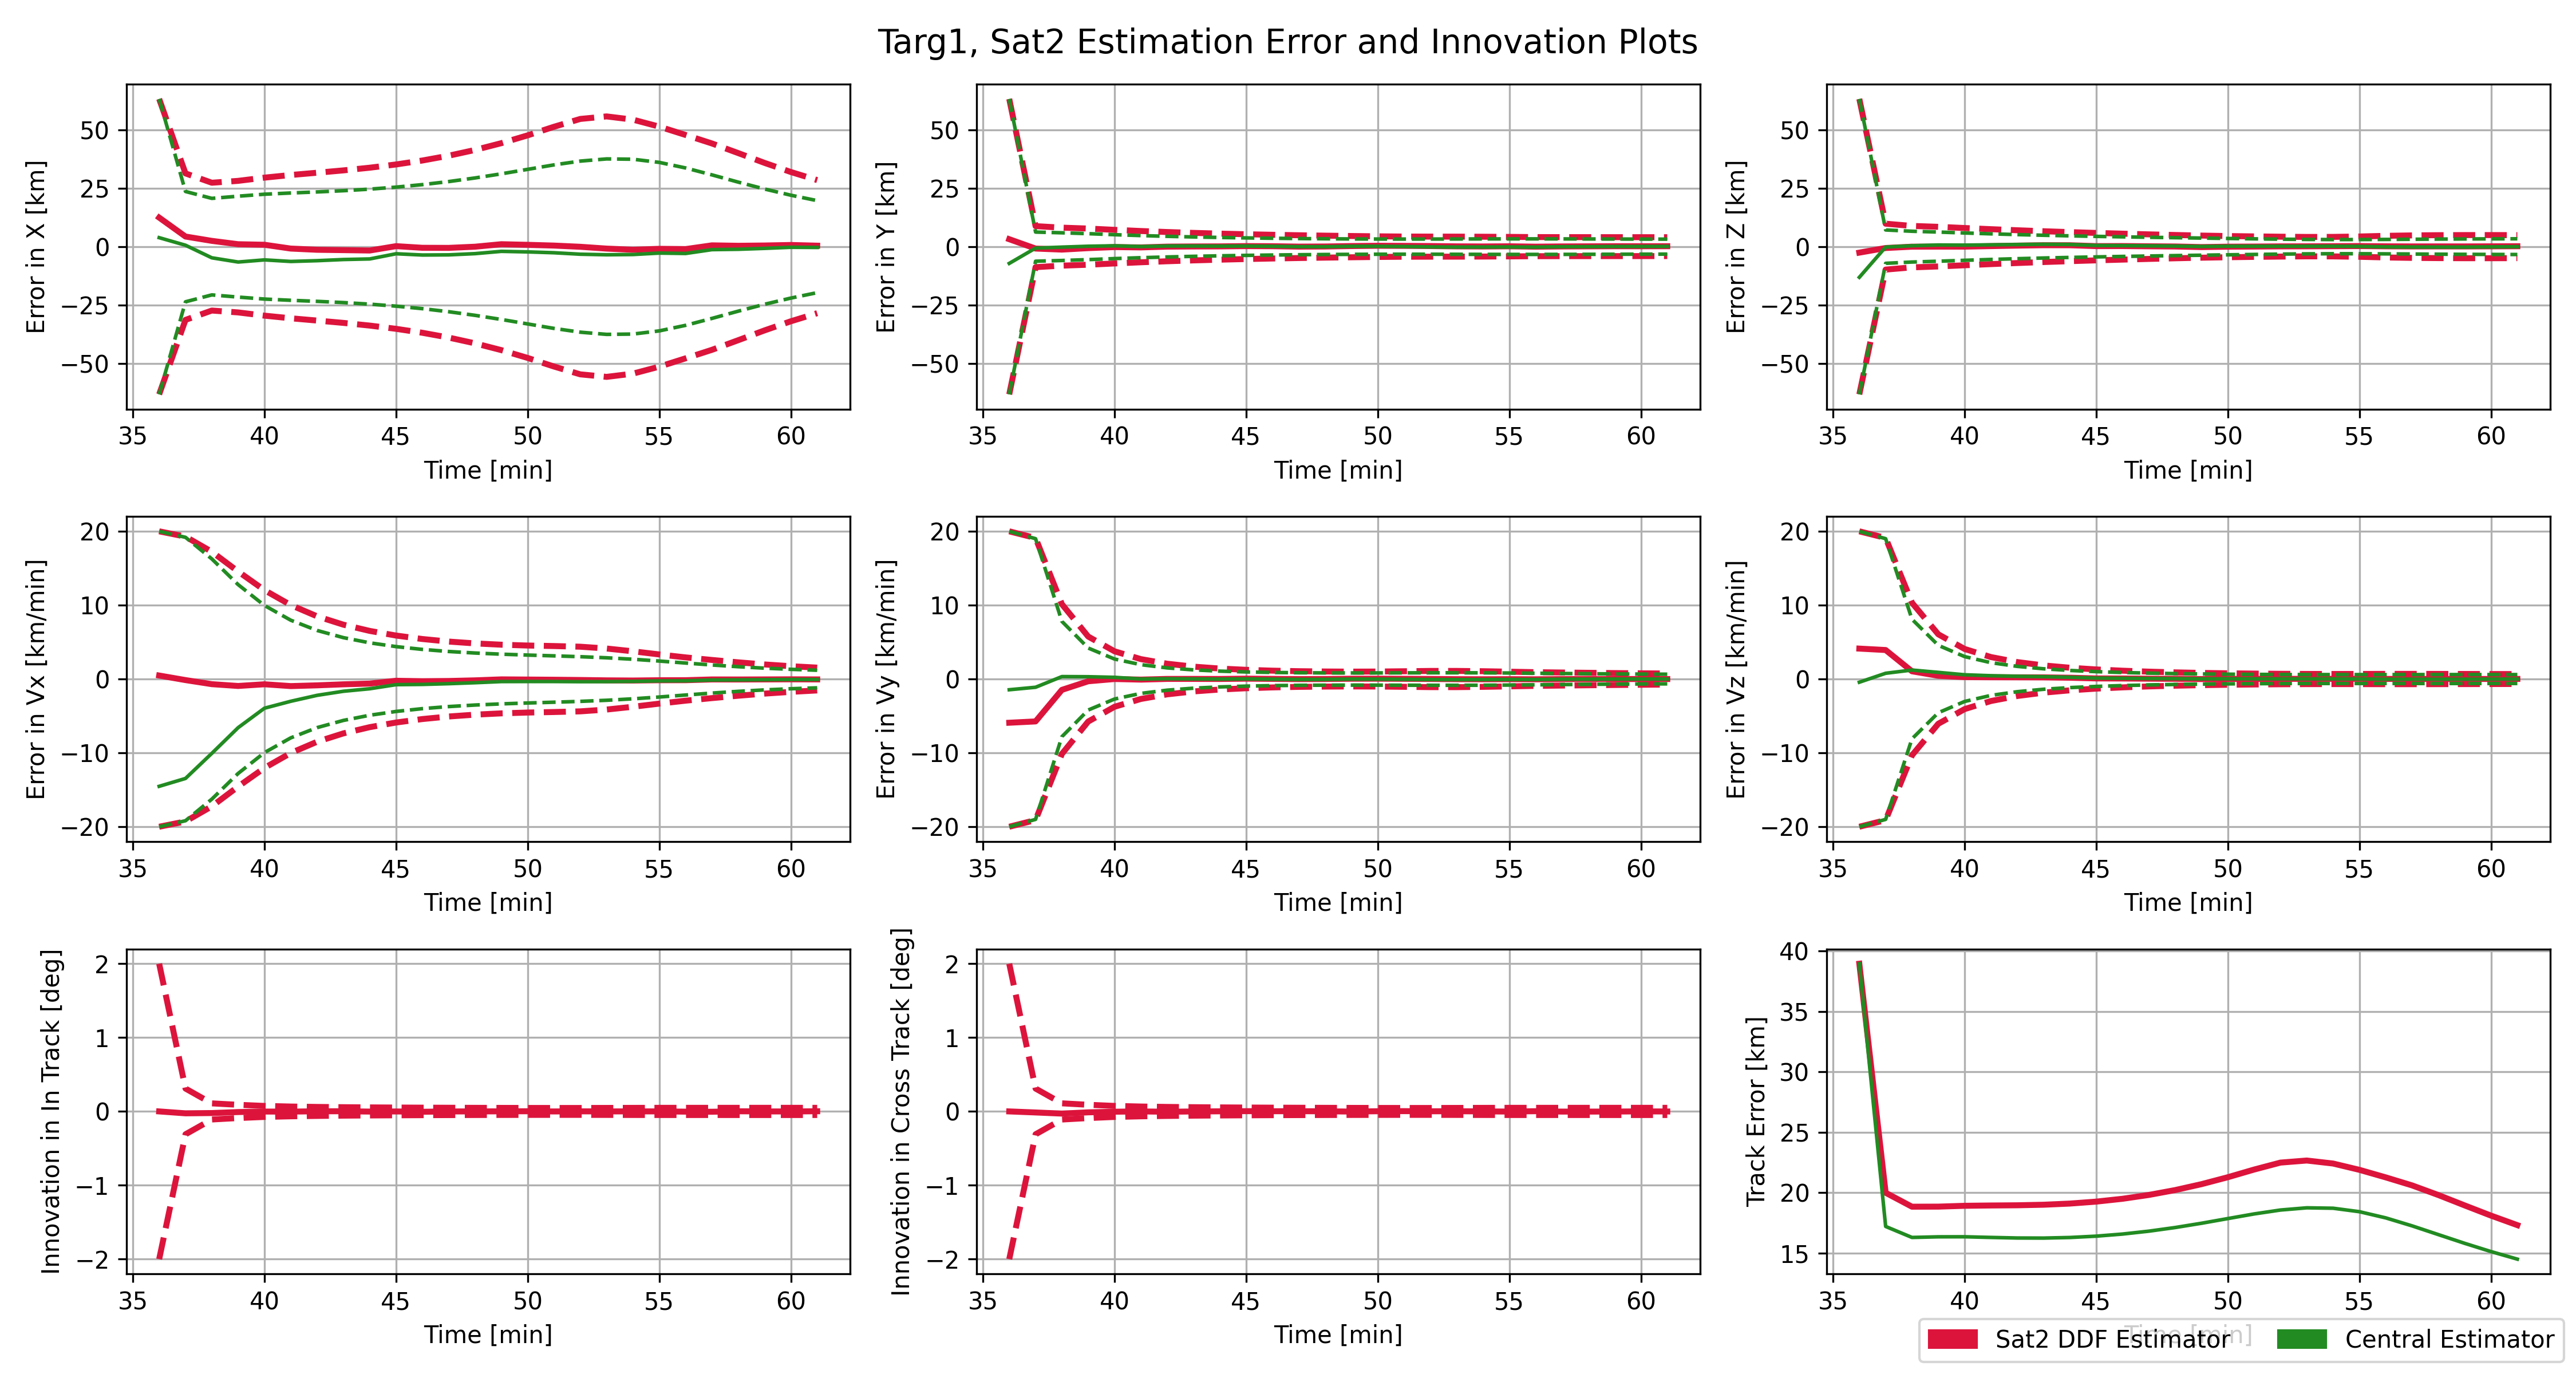 Targ1, Sat2 Estimation Error and Innovation Plots
Error in X [km]
50
25
0
−25
−50
35 40 45 50 55 60
Time [min]
Error in Y [km]
50
25
0
−25
−50
35 40 45 50 55 60
Time [min]
Error in Z [km]
50
25
0
−25
−50
35 40 45 50 55 60
Time [min]
Error in Vx [km/min]
20
10
0
−10
−20
35 40 45 50 55 60
Time [min]
Error in Vy [km/min]
20
10
0
−10
−20
35 40 45 50 55 60
Time [min]
Error in Vz [km/min]
20
10
0
−10
−20
35 40 45 50 55 60
Time [min]
Innovation in In Track [deg]
2
1
0
−1
−2
35 40 45 50 55 60
Time [min]
Innovation in Cross Track [deg]
2
1
0
−1
−2
35 40 45 50 55 60
Time [min]
Track Error [km]
40
35
30
25
20
15
35 40 45 50 55 60
Time [min]
Sat2 DDF Estimator
Central Estimator